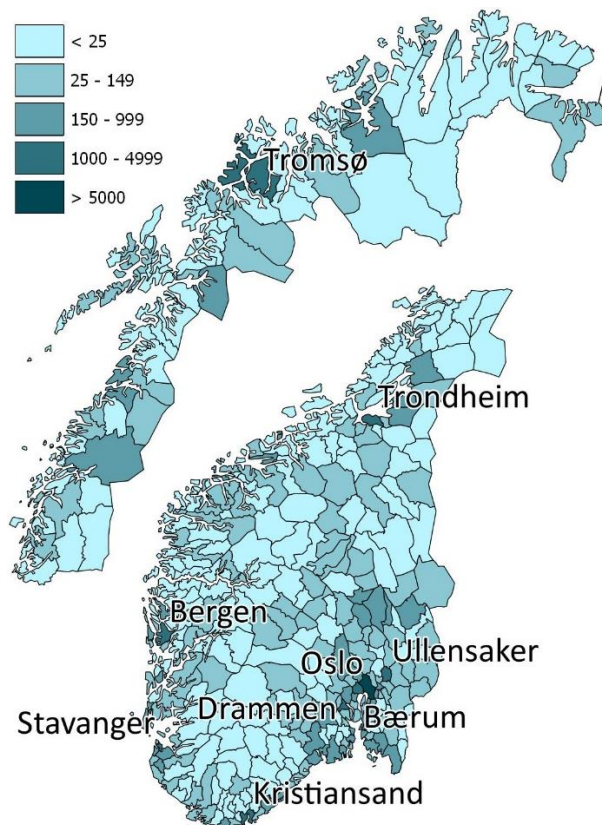 < 25
25 - 149
150 - 999
1000 - 4999
> 5000
Tromsø
Trondheim
Bergen
Oslo
Ullensaker
Stavanger
Drammen
Bærum
Kristiansand